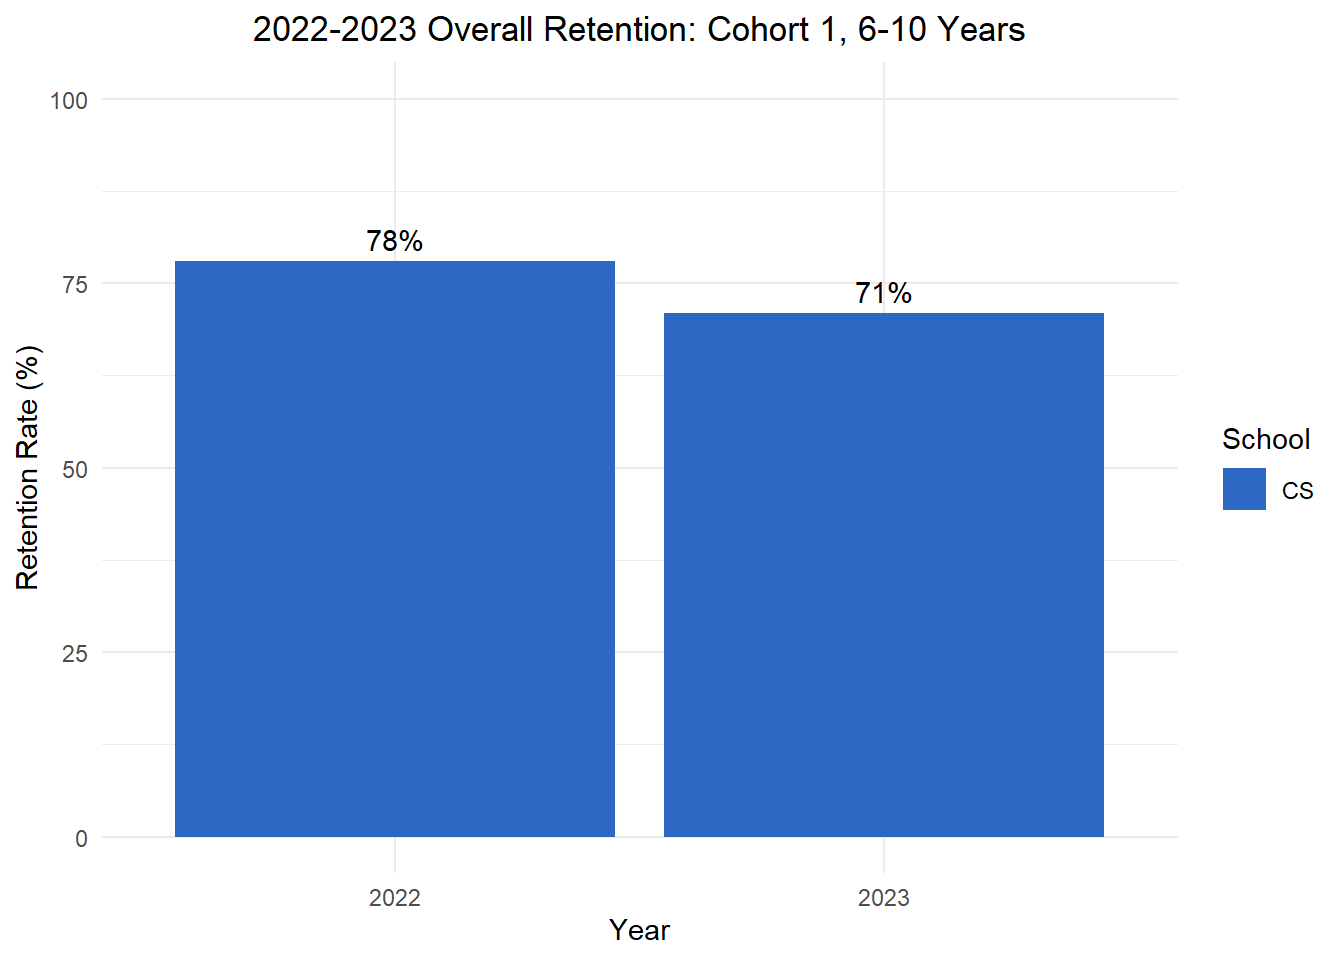 2022-2023 Overall Retention: Cohort 1, 6-10 Years
100
75
50
25
0
Retention Rate (%)
78%
71%
2022
2023
Year
School
CS